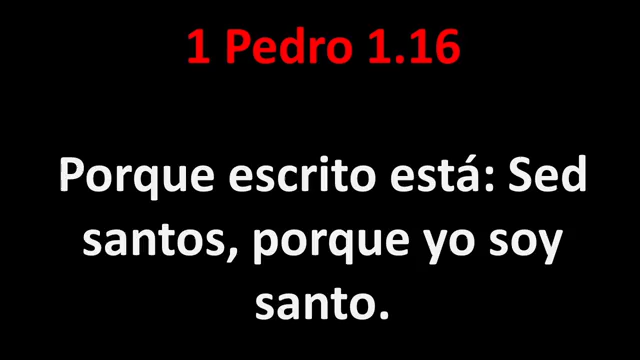 1 Pedro 1.16
Porque escrito está: Sed
santos, porque yo soy
santo.